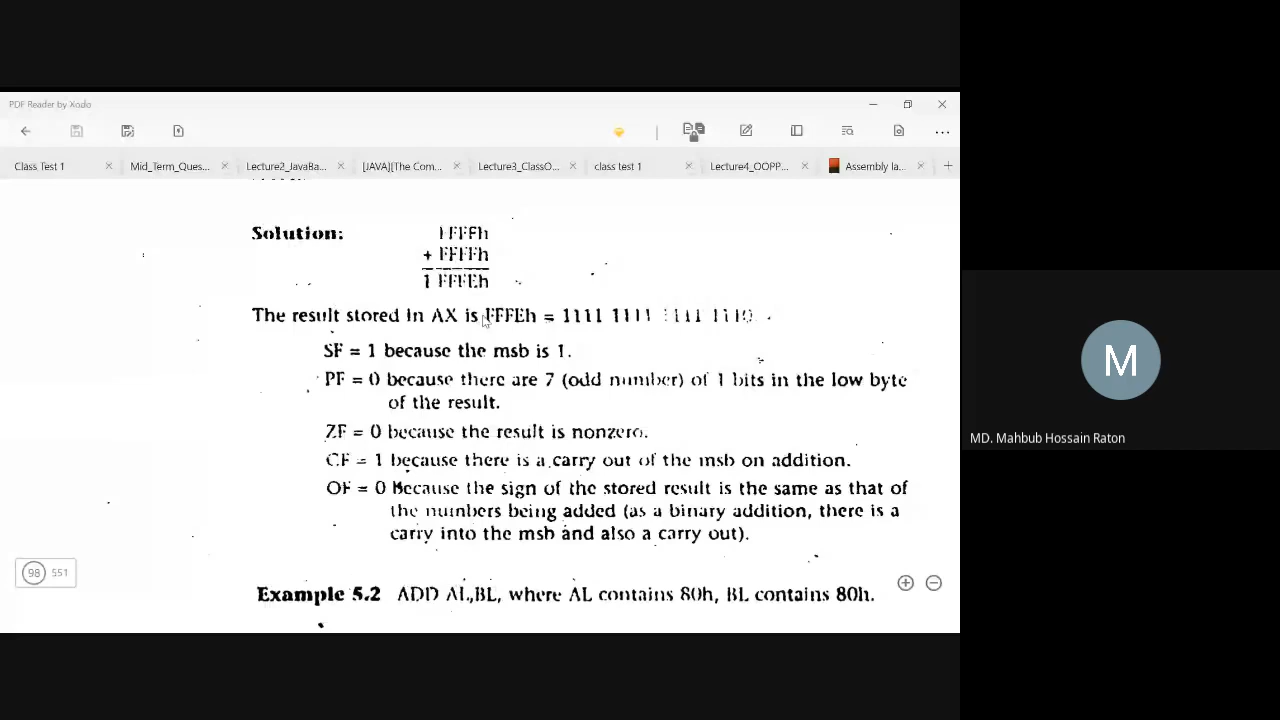 PDF Reader by Xodo
Class Test 1
Mid_Term_Ques...
Lecture2_JavaBa...
[JAVA][The Com...
Lecture3_ClassO...
class test 1
Lecture4_OOPP...
Assembly la...
Solution: FFFFh
+ FFFFh
1 FFFEh
The result stored in AX is FFFEh = 1111 1111 1111 1110
SF = 1 because the msb is 1.
PF = 0 because there are 7 (odd number) of 1 bits in the low byte
of the result.
ZF = 0 because the result is nonzero.
CF = 1 because there is a carry out of the msb on addition.
OF = 0 because the sign of the stored result is the same as that of
the numbers being added (as a binary addition, there is a
carry into the msb and also a carry out).
98 551
Example 5.2 ADD AL,BL, where AL contains 80h, BL contains 80h.
M
MD. Mahbub Hossain Raton